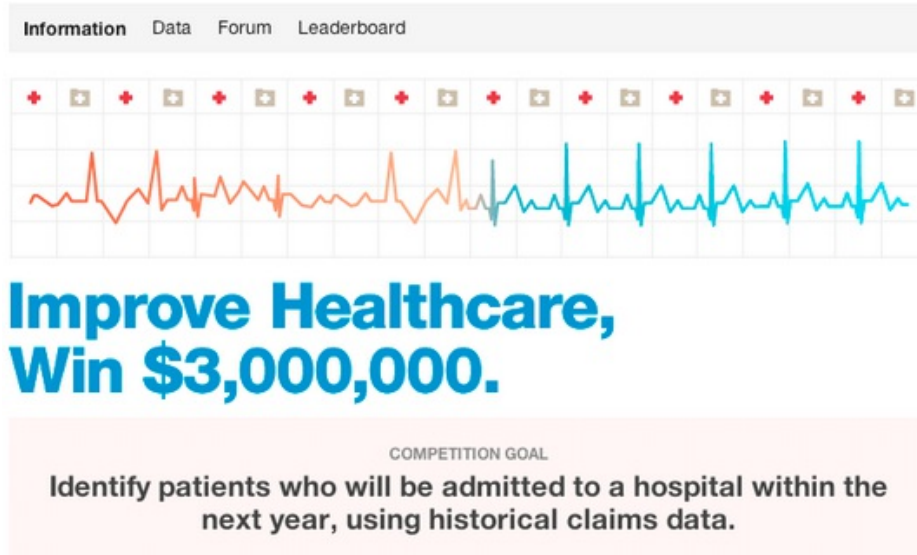 Information Data Forum Leaderboard
Improve Healthcare,
Win $3,000,000.
COMPETITION GOAL
Identify patients who will be admitted to a hospital within the
next year, using historical claims data.